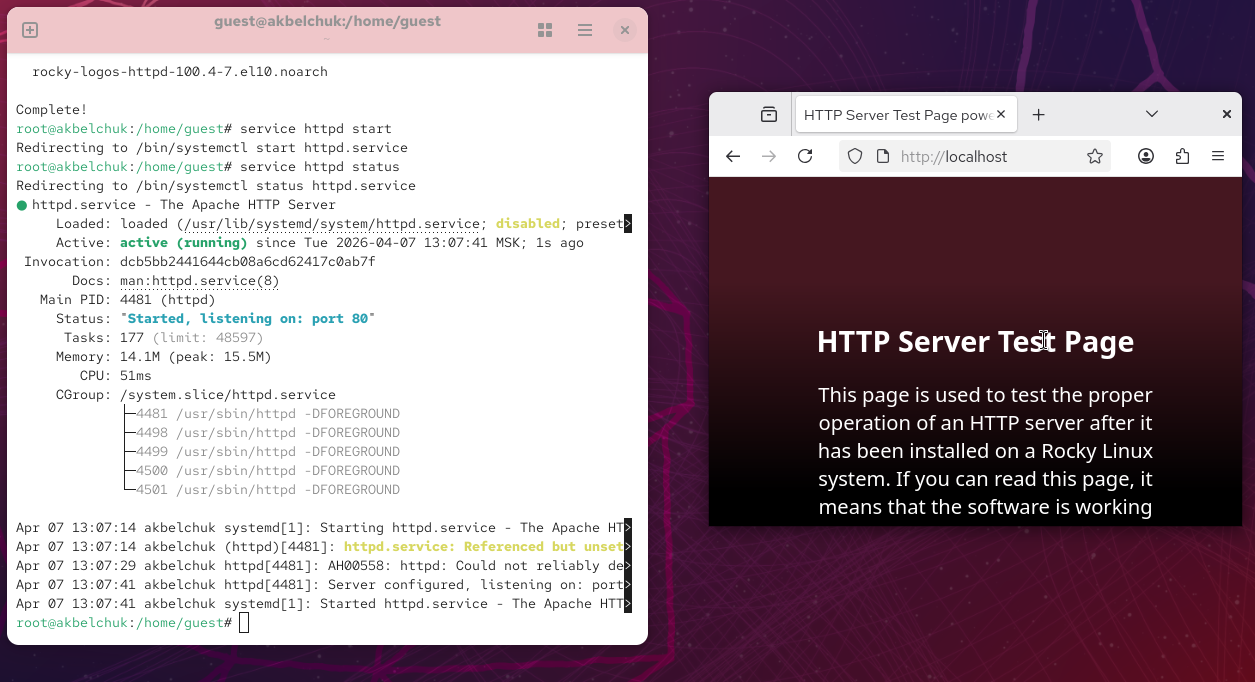 guest@akbelchuk:/home/guest
rocky-logos-httpd-100.4-7.el10.noarch
Complete!
root@akbelchuk:/home/guest# service httpd start
Redirecting to /bin/systemctl start httpd.service
root@akbelchuk:/home/guest# service httpd status
Redirecting to /bin/systemctl status httpd.service
● httpd.service - The Apache HTTP Server
Loaded: loaded (/usr/lib/systemd/system/httpd.service; disabled; preset>
Active: active (running) since Tue 2026-04-07 13:07:41 MSK; 1s ago
Invocation: dcb5bb2441644cb08a6cd62417c0ab7f
Docs: man:httpd.service(8)
Main PID: 4481 (httpd)
Status: "Started, listening on: port 80"
Tasks: 177 (limit: 48597)
Memory: 14.1M (peak: 15.5M)
CPU: 51ms
CGroup: /system.slice/httpd.service
├─4481 /usr/sbin/httpd -DFOREGROUND
├─4498 /usr/sbin/httpd -DFOREGROUND
├─4499 /usr/sbin/httpd -DFOREGROUND
├─4500 /usr/sbin/httpd -DFOREGROUND
└─4501 /usr/sbin/httpd -DFOREGROUND
Apr 07 13:07:14 akbelchuk systemd[1]: Starting httpd.service - The Apache HT>
Apr 07 13:07:14 akbelchuk (httpd)[4481]: httpd.service: Referenced but unset>
Apr 07 13:07:29 akbelchuk httpd[4481]: AH00558: httpd: Could not reliably de>
Apr 07 13:07:41 akbelchuk httpd[4481]: Server configured, listening on: port>
Apr 07 13:07:41 akbelchuk systemd[1]: Started httpd.service - The Apache HTT>
root@akbelchuk:/home/guest#
HTTP Server Test Page powe
http://localhost
HTTP Server Test Page
This page is used to test the proper
operation of an HTTP server after it
has been installed on a Rocky Linux
system. If you can read this page, it
means that the software is working